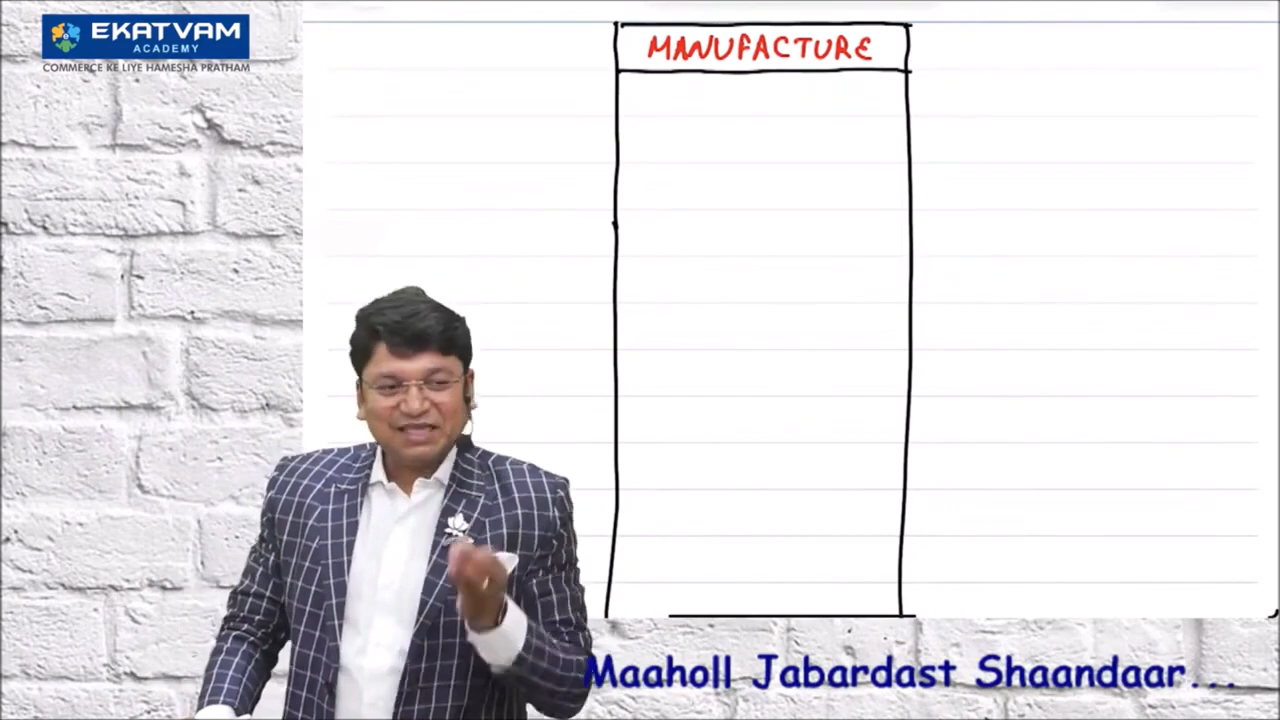 EKATVAM
ACADEMY
COMMERCE KE LIYE HAMESHA PRATHAM
MANUFACTURE
Maaholl Jabardast Shaandaar...